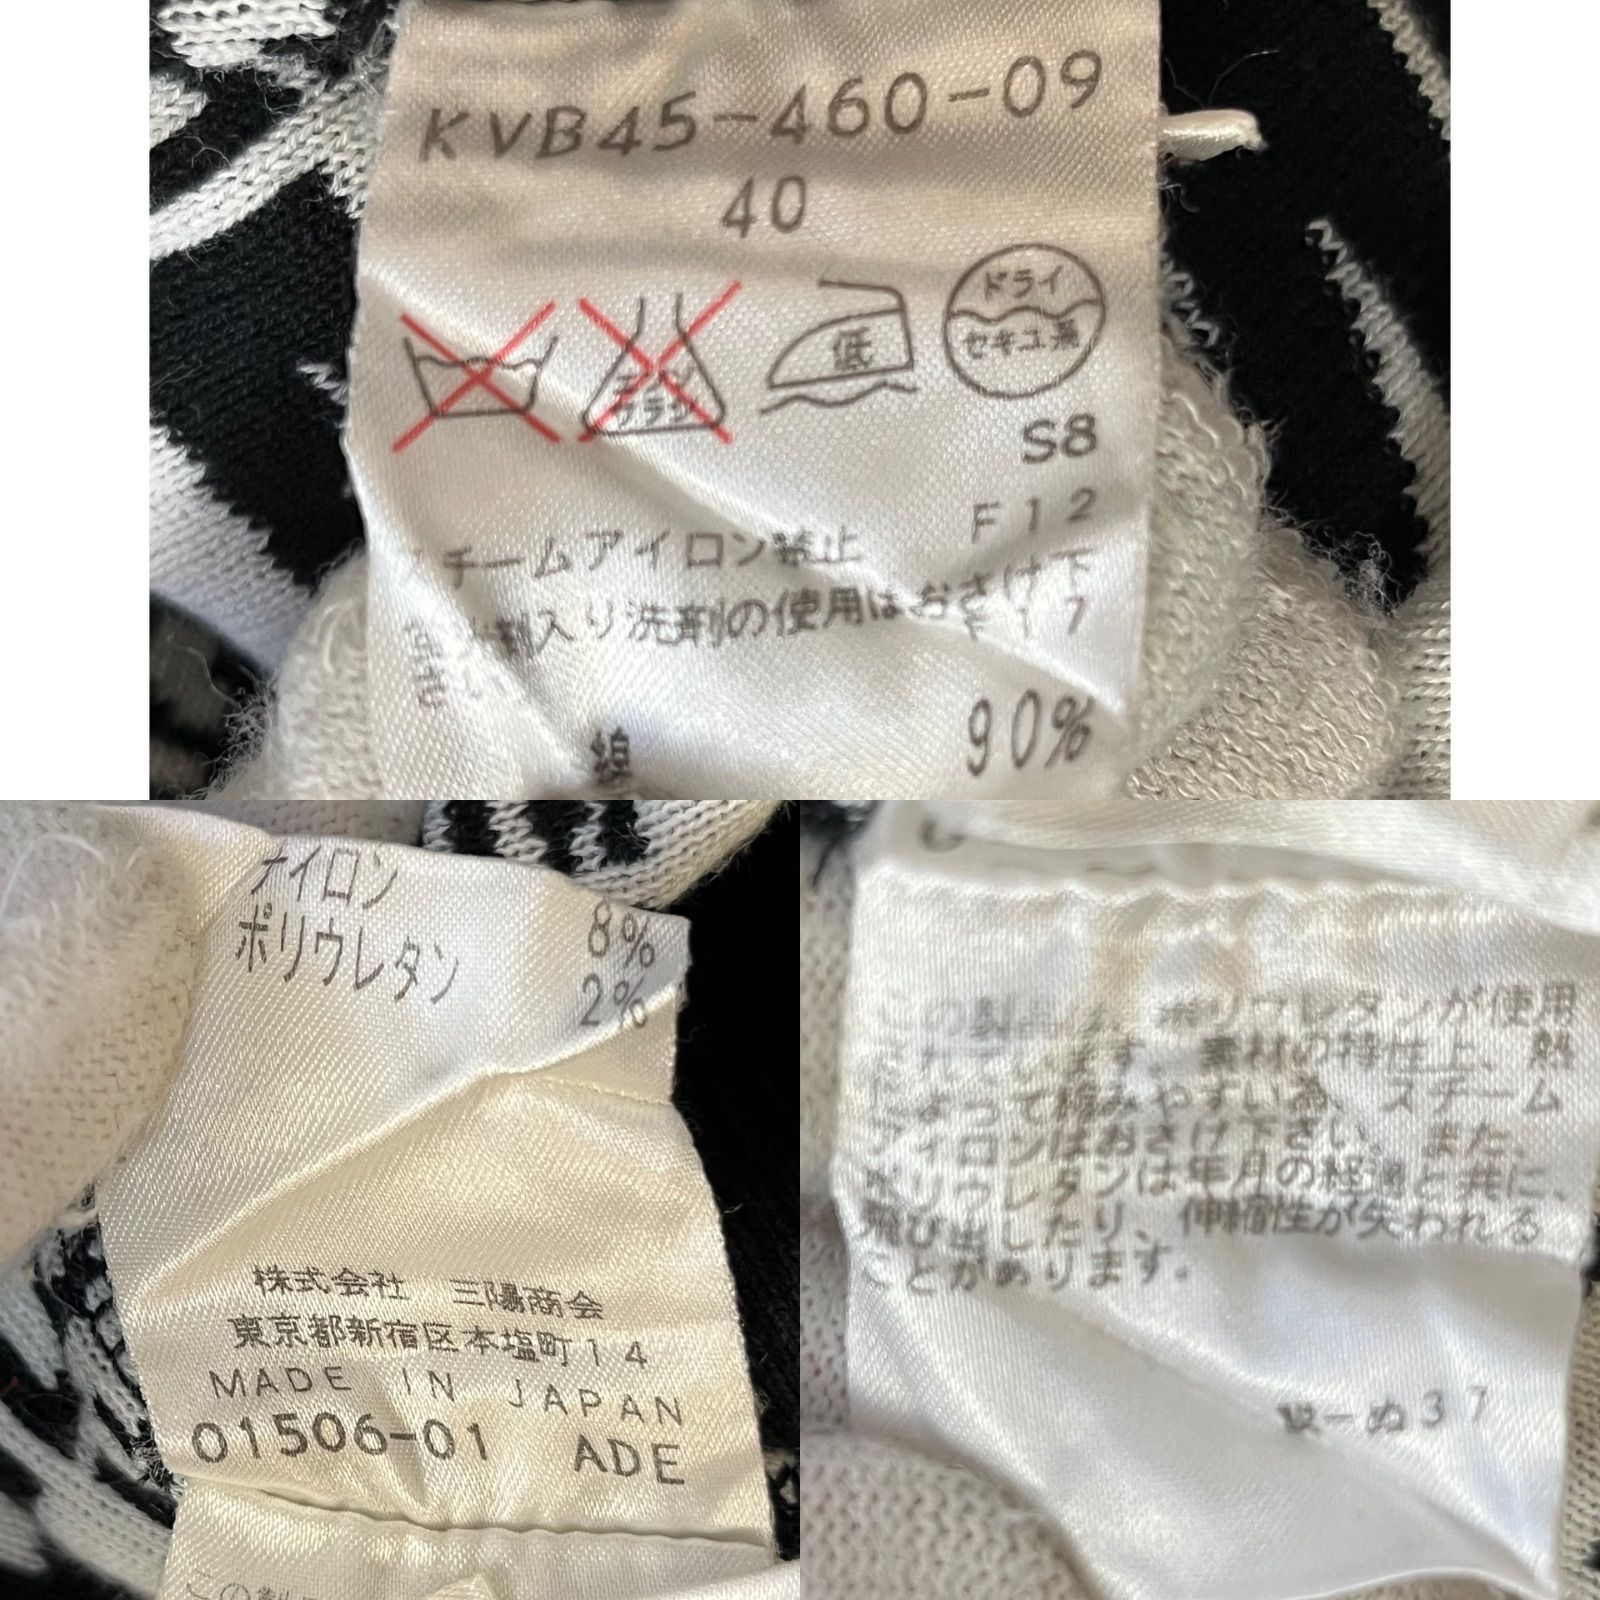 KVB45-460-09
40
低
ドライ
セキユ系
S8
F12
チームアイロン禁止
剤入り洗剤の使用はおさけ下
17
綿 90%
ナイロン 8%
ポリウレタン 2%
株式会社 三陽商会
東京都新宿区本塩町14
MADE IN JAPAN
01506-01 ADE
この製
この製品は、ポリウレタンが使用
されています。素材の特性上、熱
によって縮みやすい為、スチーム
アイロンはおさけ下さい。また、
ポリウレタンは年月の経過と共に、
飛び出したり、伸縮性が失われる
ことがあります。
ーぬ37